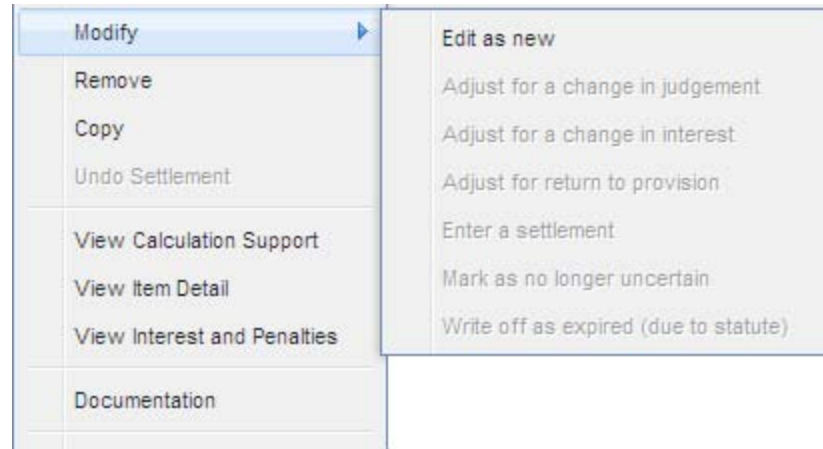 Modify
Remove
Copy
Undo Settlement
View Calculation Support
View Item Detail
View Interest and Penalties
Documentation
Edit as new
Adjust for a change in judgement
Adjust for a change in interest
Adjust for return to provision
Enter a settlement
Mark as no longer uncertain
Write off as expired (due to statute)